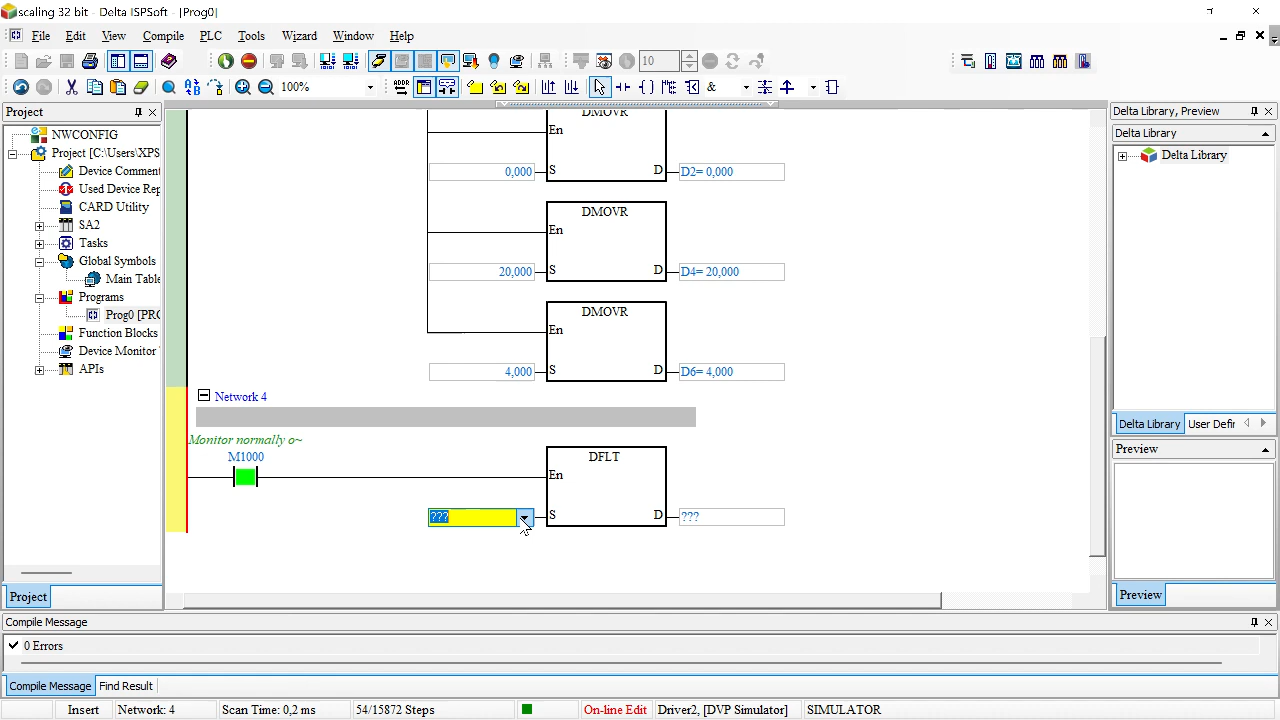 scaling 32 bit - Delta ISPSoft - [Prog0]
File Edit View Compile PLC Tools Wizard Window Help
10
100%
&
Project
NWCONFIG
Project [C:\Users\XPS
Device Comment
Used Device Rep
CARD Utility
SA2
Tasks
Global Symbols
Main Table
Programs
Prog0 [PRG
Function Blocks
Device Monitor
APIs
Project
DMOVR
En
0,000 S D D2= 0,000
DMOVR
En
20,000 S D D4= 20,000
DMOVR
En
4,000 S D D6= 4,000
Network 4
Monitor normally o~
M1000
DFLT
En
??? S D ???
Delta Library, Preview
Delta Library
Delta Library
Delta Library User Defin
Preview
Preview
Compile Message
0 Errors
Compile Message Find Result
Insert Network: 4 Scan Time: 0,2 ms 54/15872 Steps On-line Edit Driver2, [DVP Simulator] SIMULATOR